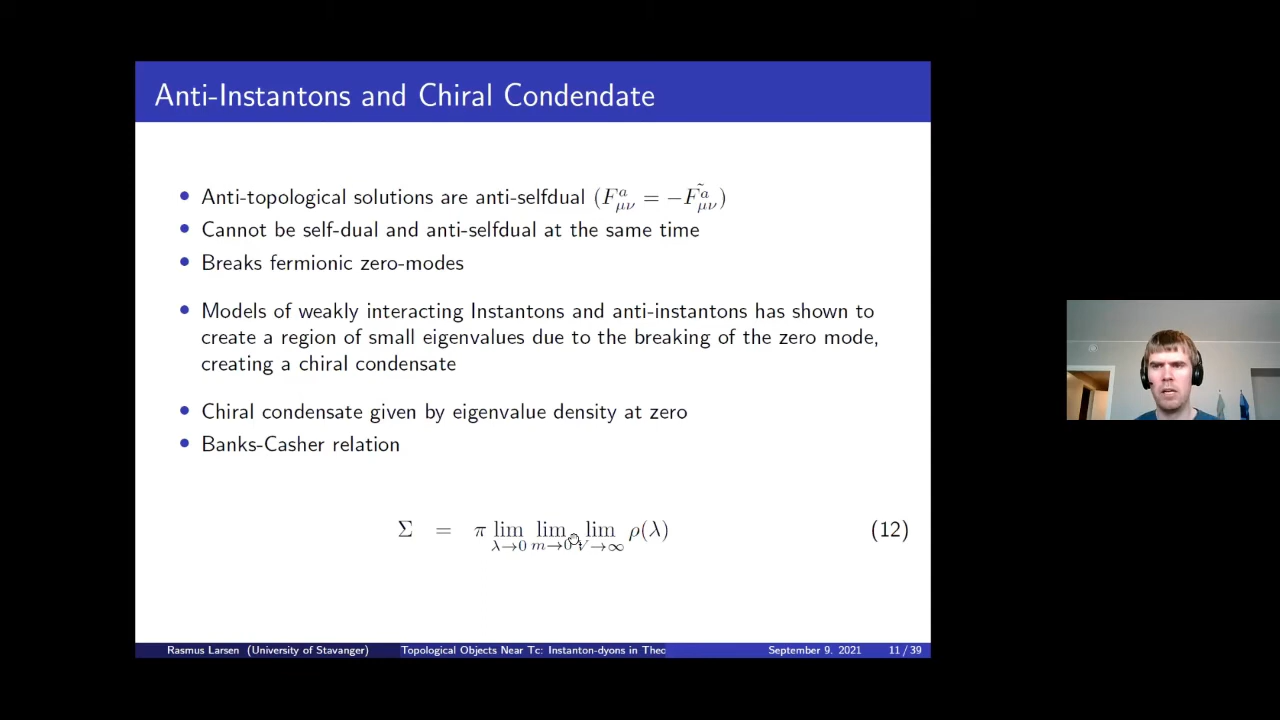 Anti-Instantons and Chiral Condendate
• Anti-topological solutions are anti-selfdual (F^a_{μν} = −F̃^a_{μν})
• Cannot be self-dual and anti-selfdual at the same time
• Breaks fermionic zero-modes
• Models of weakly interacting Instantons and anti-instantons has shown to
create a region of small eigenvalues due to the breaking of the zero mode,
creating a chiral condensate
• Chiral condensate given by eigenvalue density at zero
• Banks-Casher relation
Σ = π lim_{λ→0} lim_{m→0} lim_{V→∞} ρ(λ) (12)
Rasmus Larsen (University of Stavanger) Topological Objects Near Tc: Instanton-dyons in Theo September 9. 2021 11 / 39